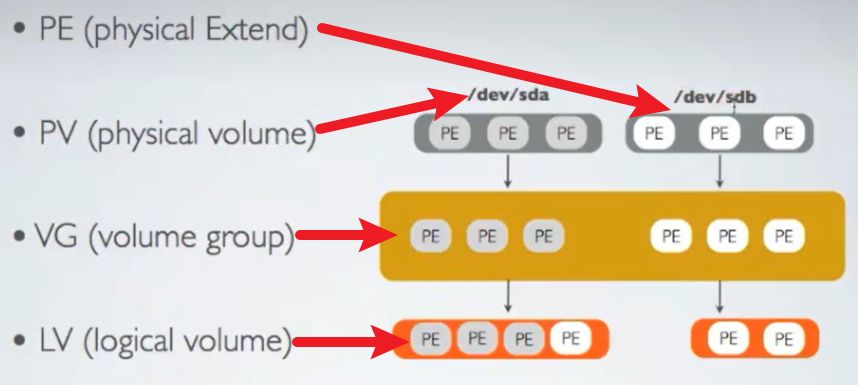 • PE (physical Extend)
/dev/sda /dev/sdb
• PV (physical volume)
PE PE PE PE PE PE
• VG (volume group)
PE PE PE PE PE PE
• LV (logical volume)
PE PE PE PE PE PE